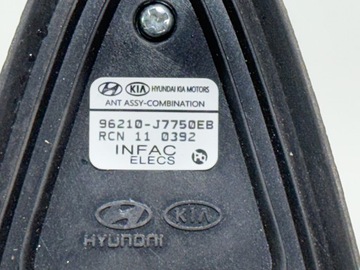 KIA HYUNDAI KIA MOTORS
ANT ASSY-COMBINATION
96210-J7750EB
RCN 11 0392
INFAC
ELECS
HYUNDAI
KIA